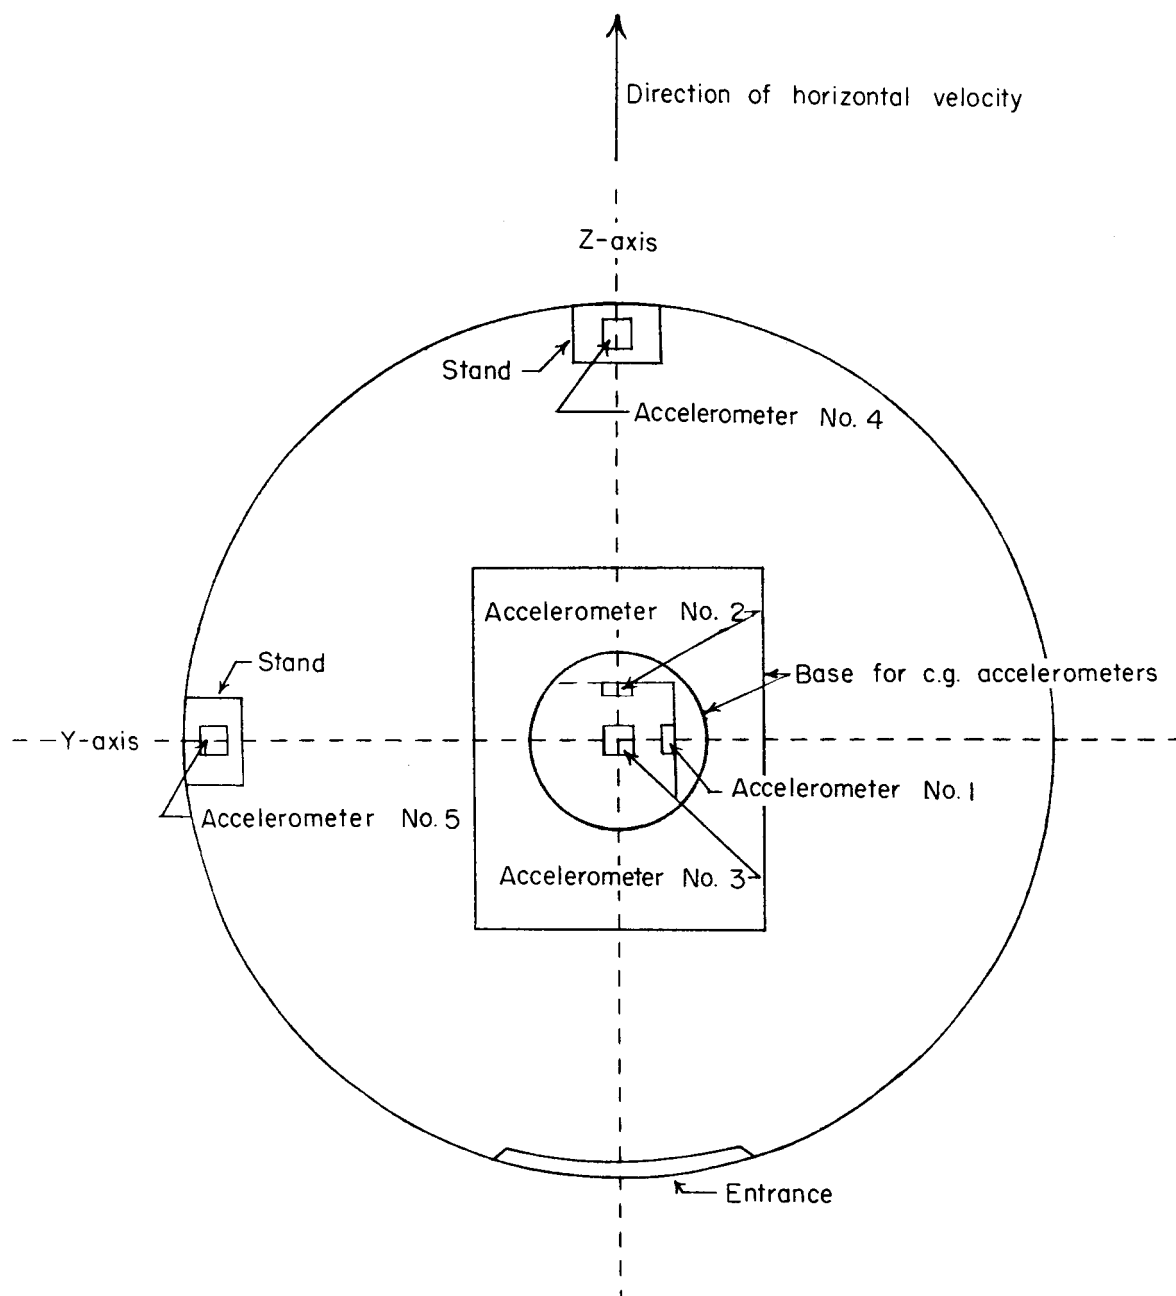 Direction of horizontal velocity
Z-axis
Stand
Accelerometer No. 4
Accelerometer No. 2
Stand
Base for c.g. accelerometers
Y-axis
Accelerometer No. 1
Accelerometer No. 5
Accelerometer No. 3
Entrance